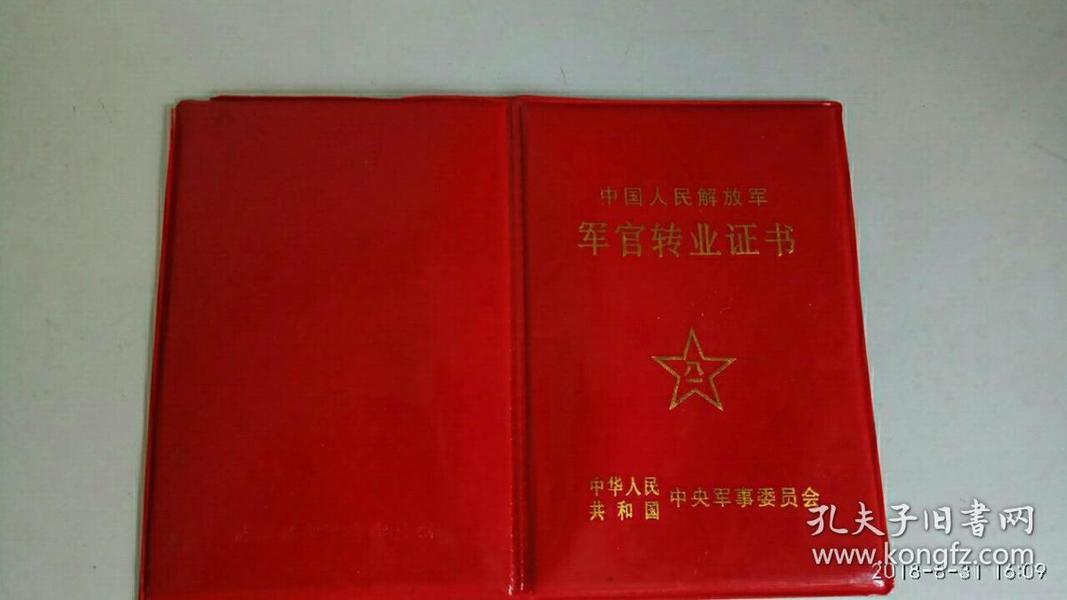 中国人民解放军
军官转业证书
八一
中华人民
共和国
中央军事委员会
孔夫子旧书网
www.kongfz.com
2018-8-31 16:09